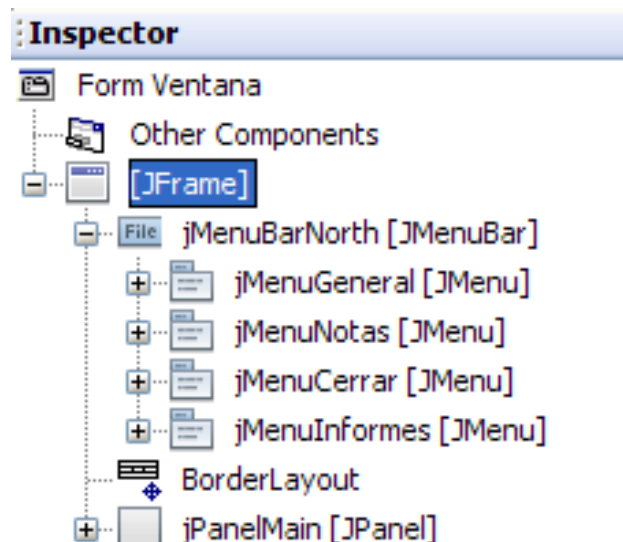 Inspector
Form Ventana
Other Components
[JFrame]
File jMenuBarNorth [JMenuBar]
jMenuGeneral [JMenu]
jMenuNotas [JMenu]
jMenuCerrar [JMenu]
jMenuInformes [JMenu]
BorderLayout
jPanelMain [JPanel]